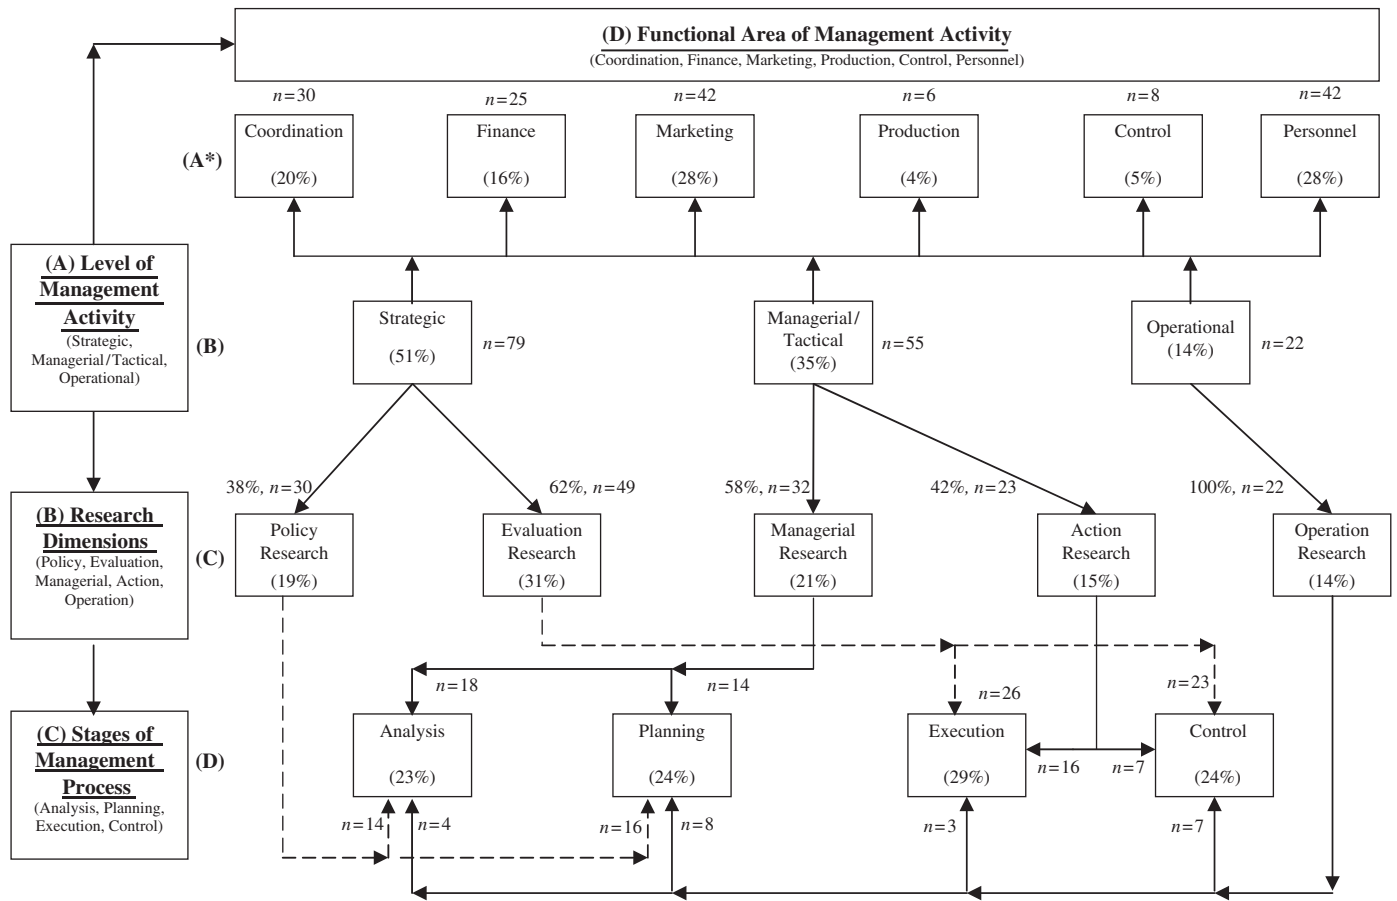 (D) Functional Area of Management Activity
(Coordination, Finance, Marketing, Production, Control, Personnel)
n=30
n=25
n=42
n=6
n=8
n=42
(A*)
Coordination
(20%)
Finance
(16%)
Marketing
(28%)
Production
(4%)
Control
(5%)
Personnel
(28%)
(A) Level of
Management
Activity
(Strategic,
Managerial/Tactical,
Operational)
(B)
Strategic
(51%)
n=79
Managerial/
Tactical
(35%)
n=55
Operational
(14%)
n=22
38%, n=30
62%, n=49
58%, n=32
42%, n=23
100%, n=22
(B) Research
Dimensions
(Policy, Evaluation,
Managerial, Action,
Operation)
(C)
Policy
Research
(19%)
Evaluation
Research
(31%)
Managerial
Research
(21%)
Action
Research
(15%)
Operation
Research
(14%)
n=18
n=14
n=26
n=23
(C) Stages of
Management
Process
(Analysis, Planning,
Execution, Control)
(D)
Analysis
(23%)
Planning
(24%)
Execution
(29%)
n=16
n=7
Control
(24%)
n=14
n=4
n=16
n=8
n=3
n=7